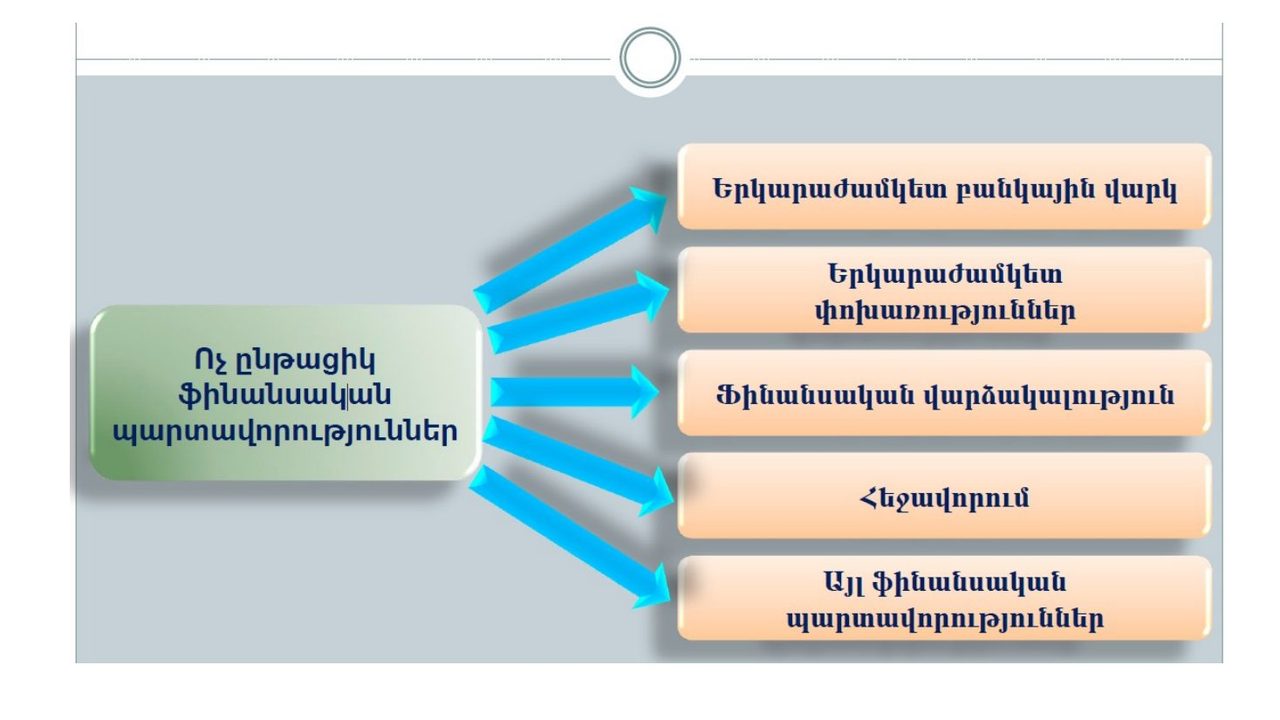 Ոչ ընթացիկ
ֆինանսական
պարտավորություններ
Երկարաժամկետ բանկային վարկ
Երկարաժամկետ
փոխառություններ
Ֆինանսական վարձակալություն
Հեջավորում
Այլ ֆինանսական
պարտավորություններ